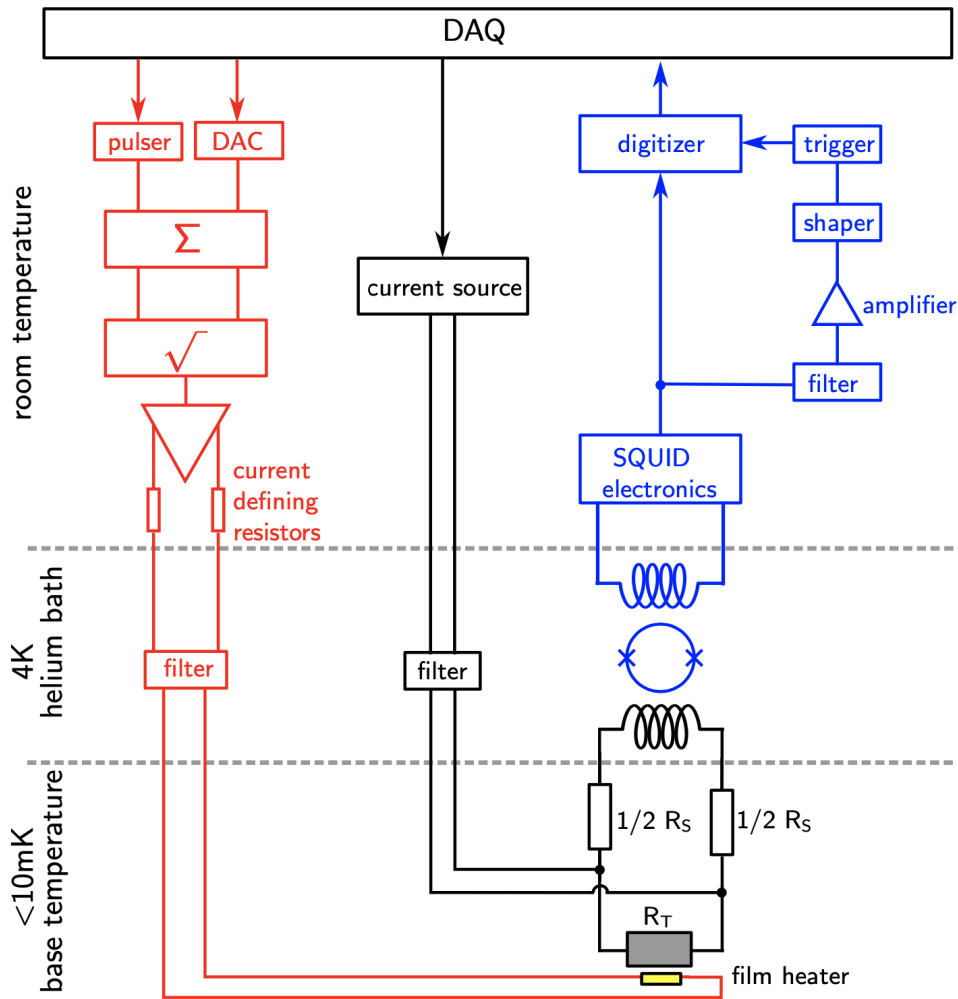 DAQ
pulser
DAC
digitizer
trigger
Σ
shaper
current source
amplifier
√
filter
room temperature
SQUID
electronics
current
defining
resistors
4K
helium bath
filter
filter
<10mK
base temperature
1/2 RS
1/2 RS
RT
film heater